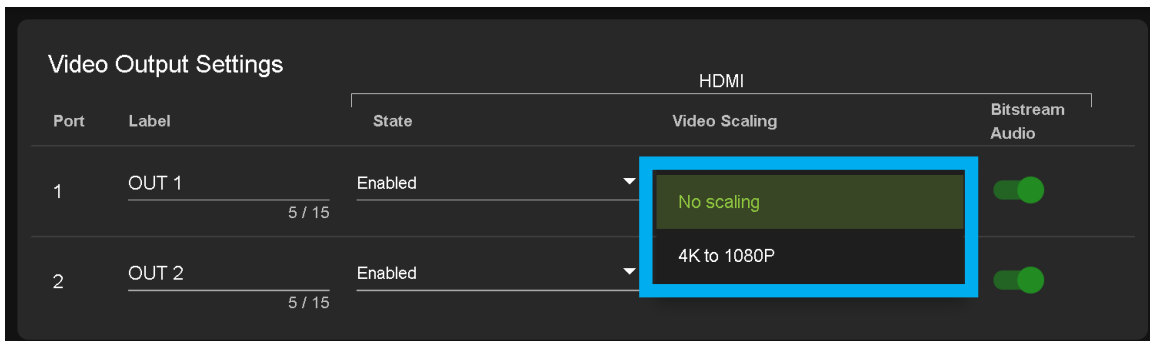 Video Output Settings
HDMI
Port Label State Video Scaling Bitstream
Audio
1 OUT 1 Enabled No scaling
5 / 15
2 OUT 2 Enabled 4K to 1080P
5 / 15